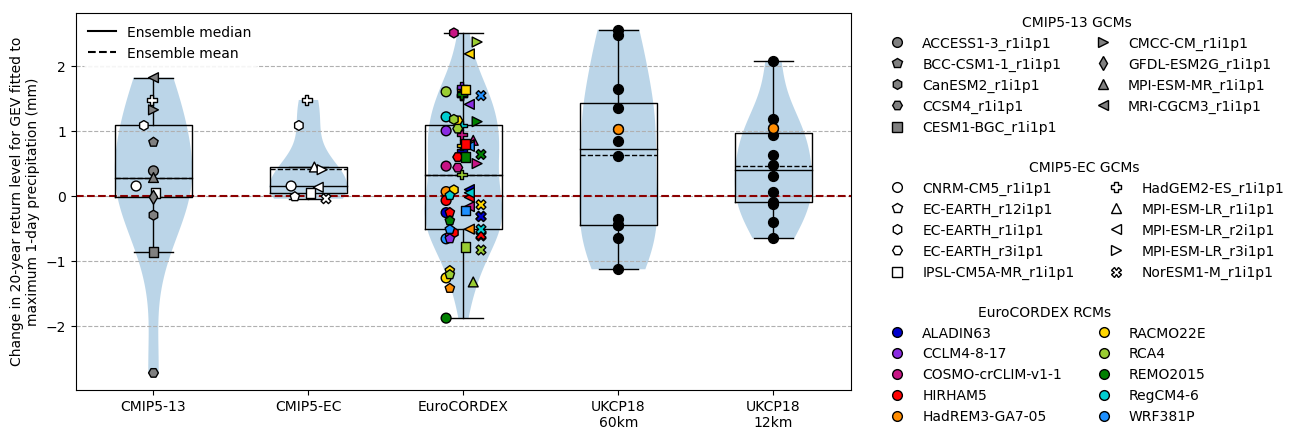 Change in 20-year return level for GEV fitted to
maximum 1-day precipitation (mm)
2
1
0
−1
−2
Ensemble median
Ensemble mean
CMIP5-13
CMIP5-EC
EuroCORDEX
UKCP18
60km
UKCP18
12km
CMIP5-13 GCMs
ACCESS1-3_r1i1p1
BCC-CSM1-1_r1i1p1
CanESM2_r1i1p1
CCSM4_r1i1p1
CESM1-BGC_r1i1p1
CMCC-CM_r1i1p1
GFDL-ESM2G_r1i1p1
MPI-ESM-MR_r1i1p1
MRI-CGCM3_r1i1p1
CMIP5-EC GCMs
CNRM-CM5_r1i1p1
EC-EARTH_r12i1p1
EC-EARTH_r1i1p1
EC-EARTH_r3i1p1
IPSL-CM5A-MR_r1i1p1
HadGEM2-ES_r1i1p1
MPI-ESM-LR_r1i1p1
MPI-ESM-LR_r2i1p1
MPI-ESM-LR_r3i1p1
NorESM1-M_r1i1p1
EuroCORDEX RCMs
ALADIN63
CCLM4-8-17
COSMO-crCLIM-v1-1
HIRHAM5
HadREM3-GA7-05
RACMO22E
RCA4
REMO2015
RegCM4-6
WRF381P